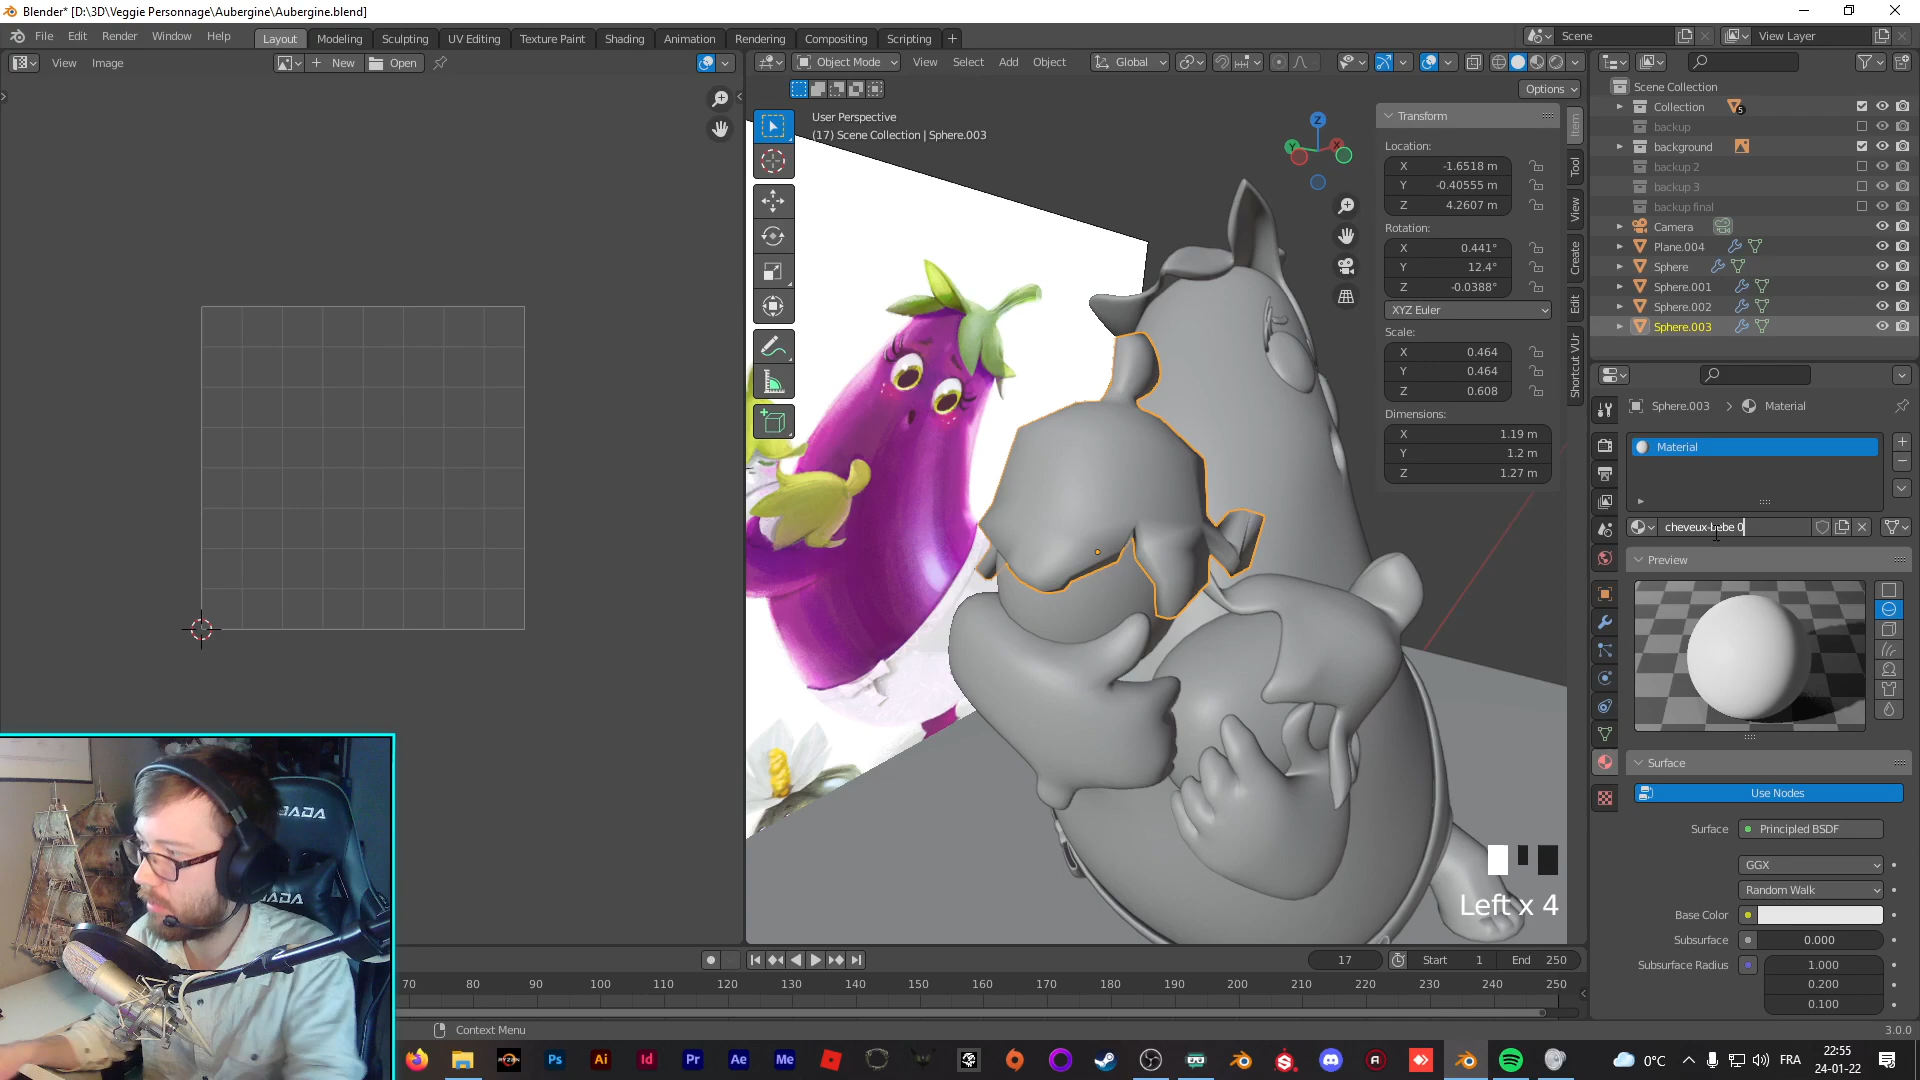 Blender* [D:\3D\Veggie Personnage\Aubergine\Aubergine.blend]
File Edit Render Window Help
Layout Modeling Sculpting UV Editing Texture Paint Shading Animation Rendering Compositing Scripting +
Scene
View Layer
View Image
New
Open
Object Mode
View Select Add Object
Global
Options
User Perspective
(17) Scene Collection | Sphere.003
Z
Y
X
Transform
Location:
X -1.6518 m
Y -0.40555 m
Z 4.2607 m
Rotation:
X 0.441°
Y 12.4°
Z -0.0388°
XYZ Euler
Scale:
X 0.464
Y 0.464
Z 0.608
Dimensions:
X 1.19 m
Y 1.2 m
Z 1.27 m
Item
Tool
View
Create
Edit
Shortcut VUr
Scene Collection
Collection 5
backup
background
backup 2
backup 3
backup final
Camera
Plane.004
Sphere
Sphere.001
Sphere.002
Sphere.003
Sphere.003 > Material
Material
cheveux-bebe 0
Preview
Surface
Use Nodes
Surface Principled BSDF
GGX
Random Walk
Base Color
Subsurface 0.000
Subsurface Radius 1.000
0.200
0.100
Left x 4
17 Start 1 End 250
70 80 90 100 110 120 130 140 150 160 170 180 190 200 210 220 230 240 250
Context Menu
3.0.0
Ps Ai Id Pr Ae Me
0°C
FRA
22:55
24-01-22